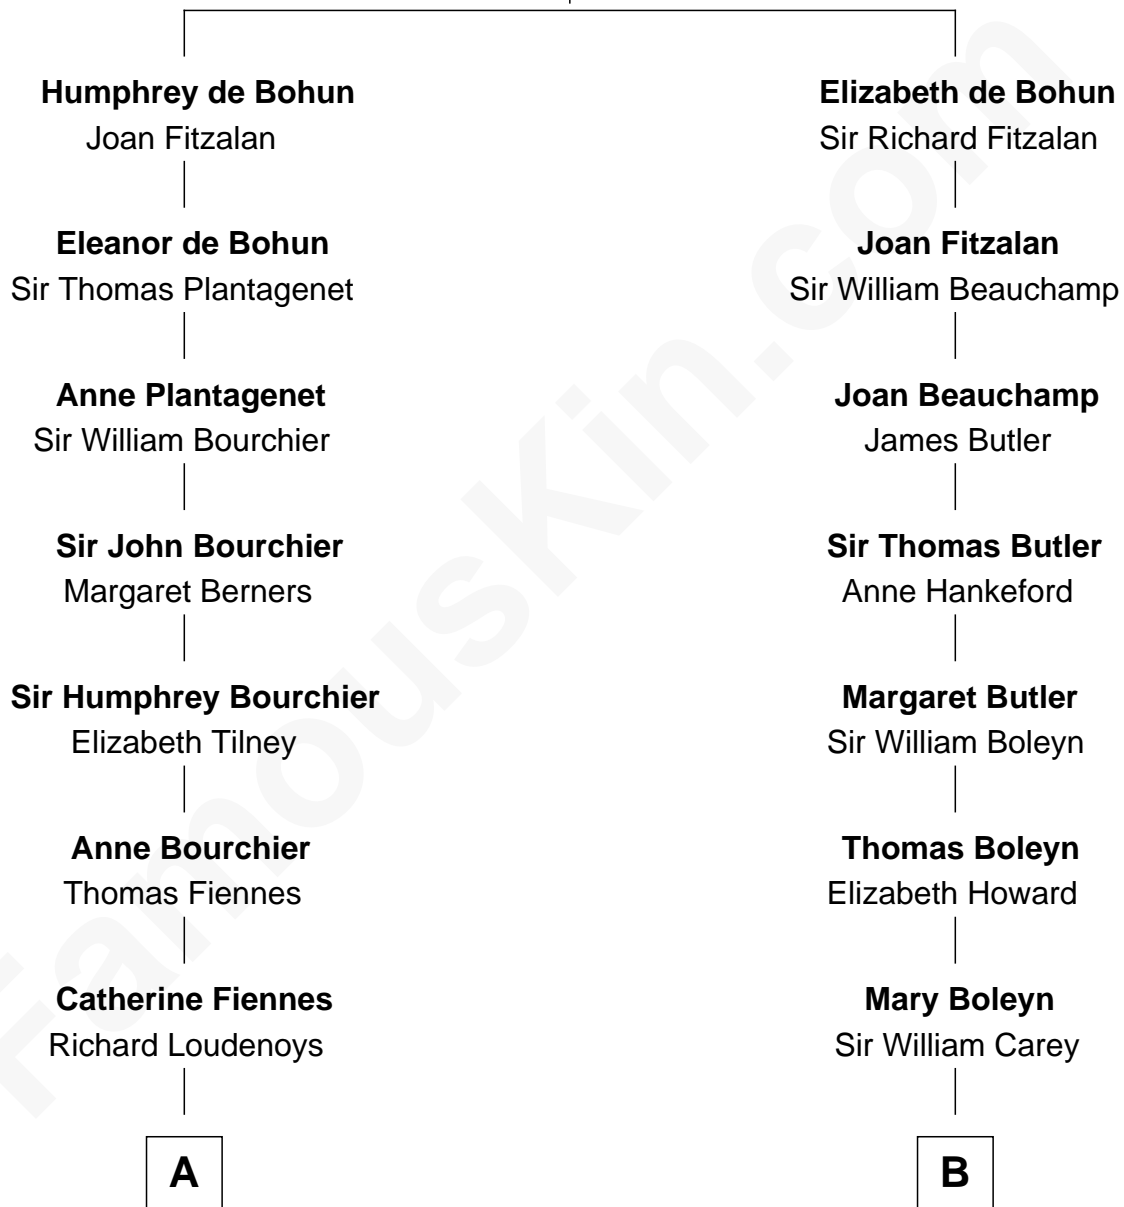 Humphrey de Bohun
Joan Fitzalan
Eleanor de Bohun
Sir Thomas Plantagenet
Anne Plantagenet
Sir William Bourchier
Sir John Bourchier
Margaret Berners
Sir Humphrey Bourchier
Elizabeth Tilney
Anne Bourchier
Thomas Fiennes
Catherine Fiennes
Richard Loudenoys
A
Elizabeth de Bohun
Sir Richard Fitzalan
Joan Fitzalan
Sir William Beauchamp
Joan Beauchamp
James Butler
Sir Thomas Butler
Anne Hankeford
Margaret Butler
Sir William Boleyn
Thomas Boleyn
Elizabeth Howard
Mary Boleyn
Sir William Carey
B
FamousKin.com